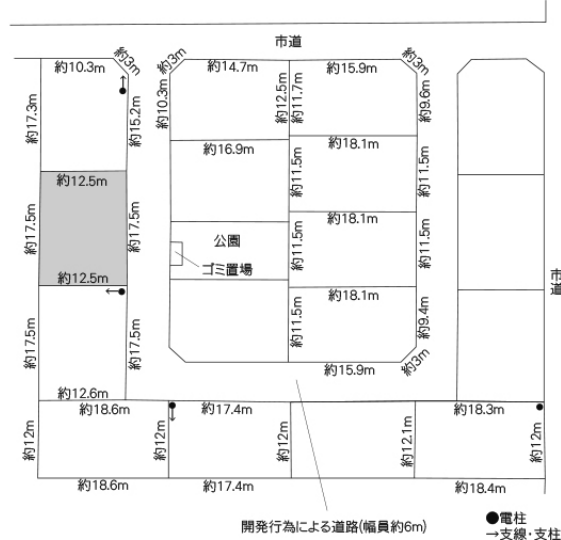 市道
約10.3m
約3m
約3m
約14.7m
約15.9m
約3m
約17.3m
約15.2m
約10.3m
約12.5m
約11.7m
約9.6m
約12.5m
約16.9m
約18.1m
約11.5m
約11.5m
約17.5m
約17.5m
約18.1m
公園
ゴミ置場
約11.5m
約11.5m
市道
約12.5m
約18.1m
約17.5m
約17.5m
約11.5m
約9.4m
約15.9m
約3m
約12.6m
約18.6m
約17.4m
約18.3m
約12m
約12m
約12m
約12.1m
約12m
約18.6m
約17.4m
約18.4m
開発行為による道路(幅員約6m)
●電柱
→支線・支柱